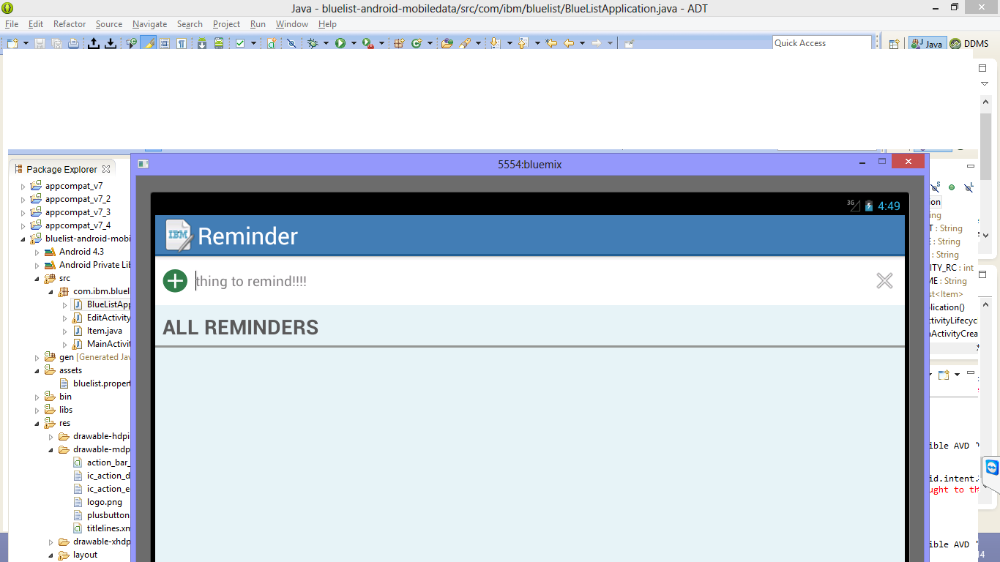 Java - bluelist-android-mobiledata/src/com/ibm/bluelist/BlueListApplication.java - ADT
File Edit Refactor Source Navigate Search Project Run Window Help
Quick Access
Java
DDMS
Package Explorer
appcompat_v7
appcompat_v7_2
appcompat_v7_3
appcompat_v7_4
bluelist-android-mobi
Android 4.3
Android Private Lib
src
com.ibm.bluel
BlueListApp
EditActivity
Item.java
MainActivit
gen [Generated Jav
assets
bluelist.propert
bin
libs
res
drawable-hdpi
drawable-mdp
action_bar_
ic_action_d
ic_action_e
logo.png
plusbutton
titlelines.xm
drawable-xhdp
layout
5554:bluemix
3G
4:49
IBM
Reminder
thing to remind!!!!
ALL REMINDERS
ion
ing
T : String
E : String
: String
ITY_RC : int
ME : String
st<Item>
plication()
ctivityLifecyc
nActivityCrea
ible AVD
id.intent.
ught to th
ible AVD